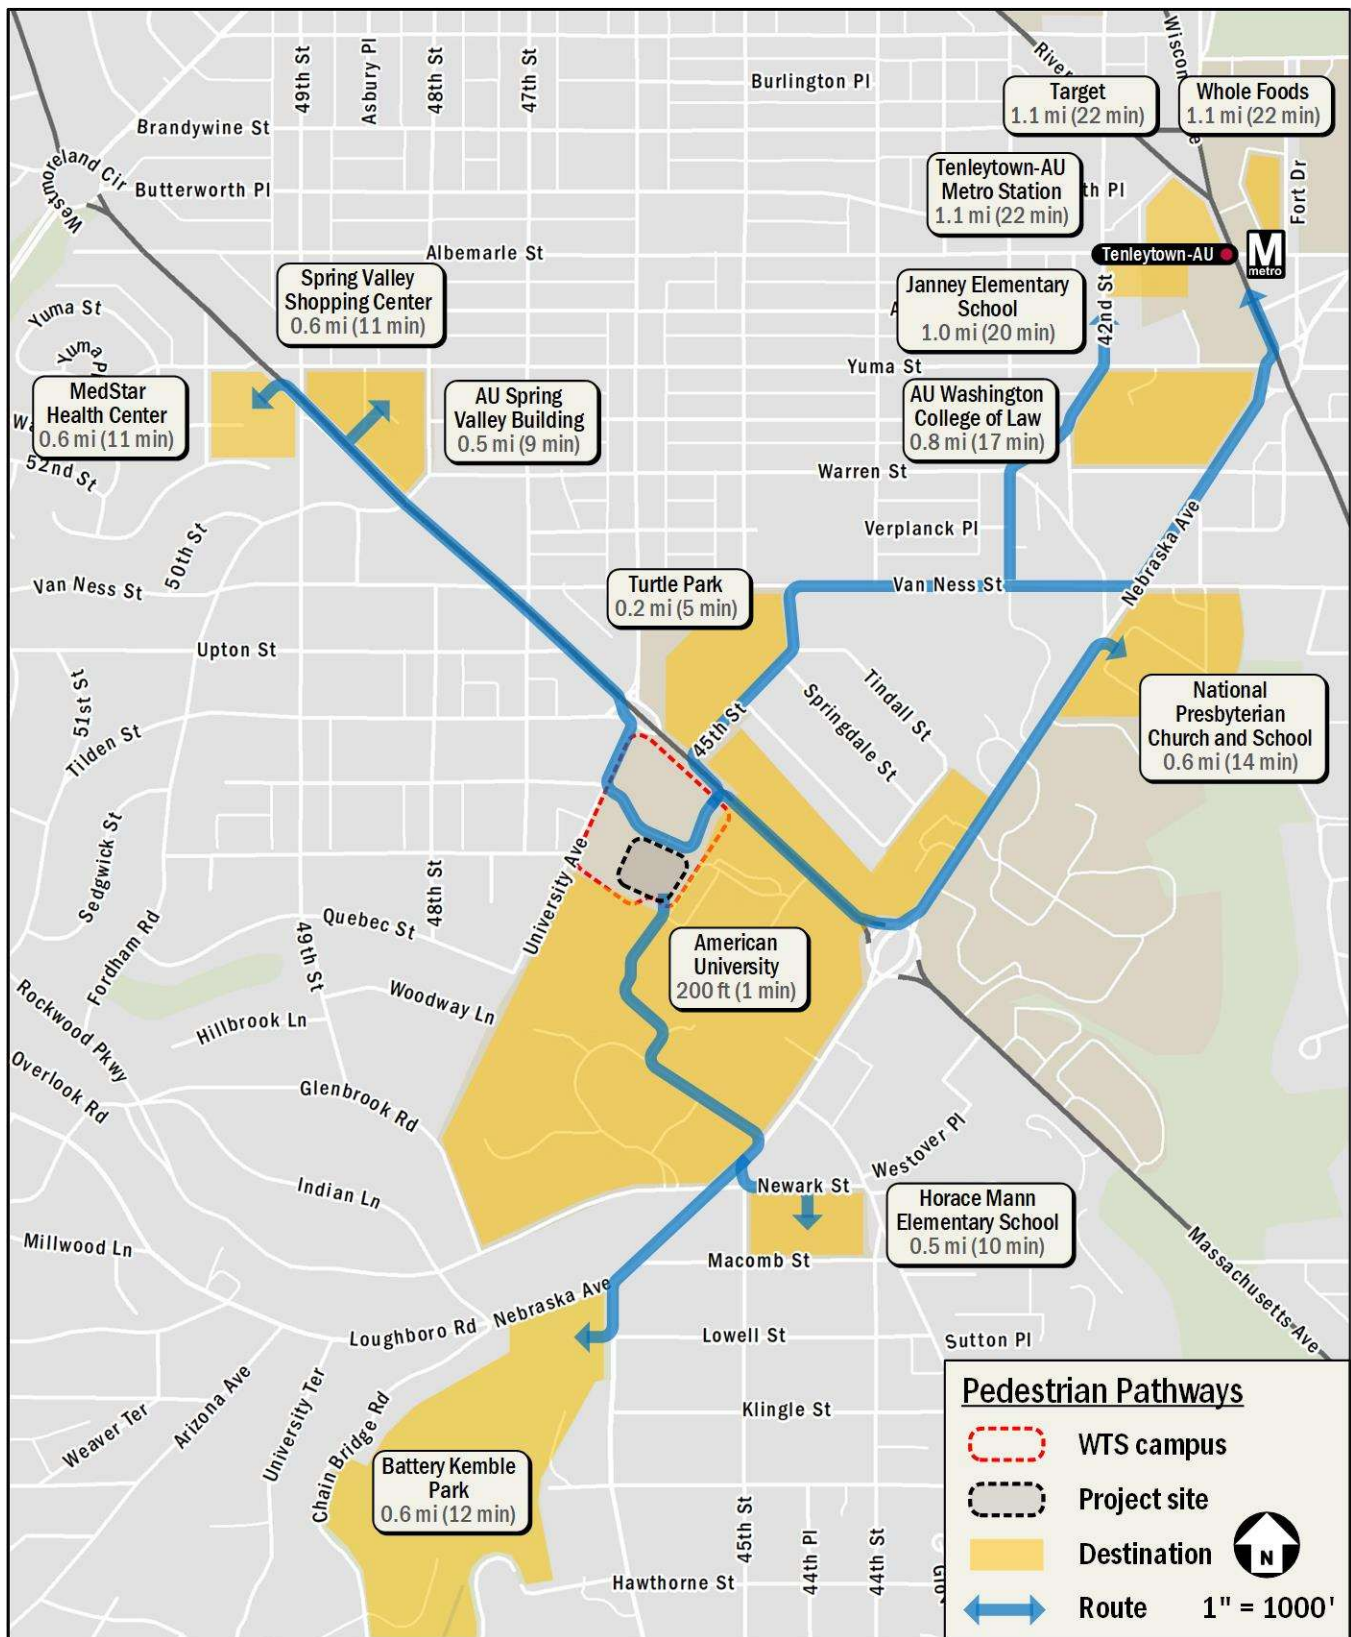 49th St
Asbury Pl
48th St
47th St
Burlington Pl
Brandywine St
Target
1.1 mi (22 min)
Whole Foods
1.1 mi (22 min)
Westmoreland Cir
Butterworth Pl
Fort Dr
Tenleytown-AU
Metro Station
1.1 mi (22 min)
Albemarle St
Tenleytown-AU
M
metro
Spring Valley
Shopping Center
0.6 mi (11 min)
Janney Elementary
School
1.0 mi (20 min)
42nd St
Yuma St
Yuma
Yuma St
MedStar
Health Center
0.6 mi (11 min)
AU Spring
Valley Building
0.5 mi (9 min)
AU Washington
College of Law
0.8 mi (17 min)
52nd St
Warren St
50th St
Verplanck Pl
Nebraska Ave
Van Ness St
Turtle Park
0.2 mi (5 min)
Van Ness St
Upton St
51st St
Tilden St
45th St
Springdale St
Tindall St
National
Presbyterian
Church and School
0.6 mi (14 min)
Sedgwick St
University Ave
48th St
Quebec St
49th St
Fordham Rd
American
University
200 ft (1 min)
Woodway Ln
Hillbrook Ln
Rockwood Pkwy
Overlook Rd
Glenbrook Rd
Westover Pl
Indian Ln
Newark St
Horace Mann
Elementary School
0.5 mi (10 min)
Millwood Ln
Macomb St
Massachusetts Ave
Nebraska Ave
Loughboro Rd
Lowell St
Sutton Pl
Arizona Ave
Weaver Ter
University Ter
Chain Bridge Rd
Klingle St
Battery Kemble
Park
0.6 mi (12 min)
45th St
44th Pl
44th St
Hawthorne St
Pedestrian Pathways
WTS campus
Project site
Destination
N
Route
1" = 1000'